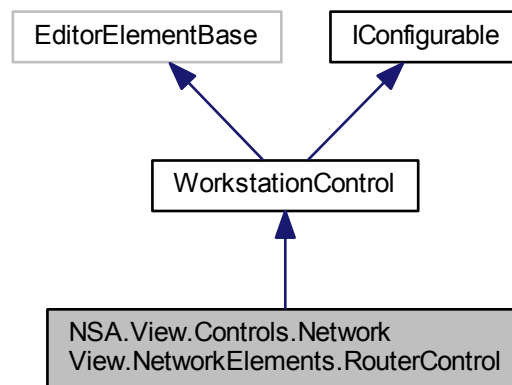 EditorElementBase
IConfigurable
WorkstationControl
NSA.View.Controls.Network
View.NetworkElements.RouterControl